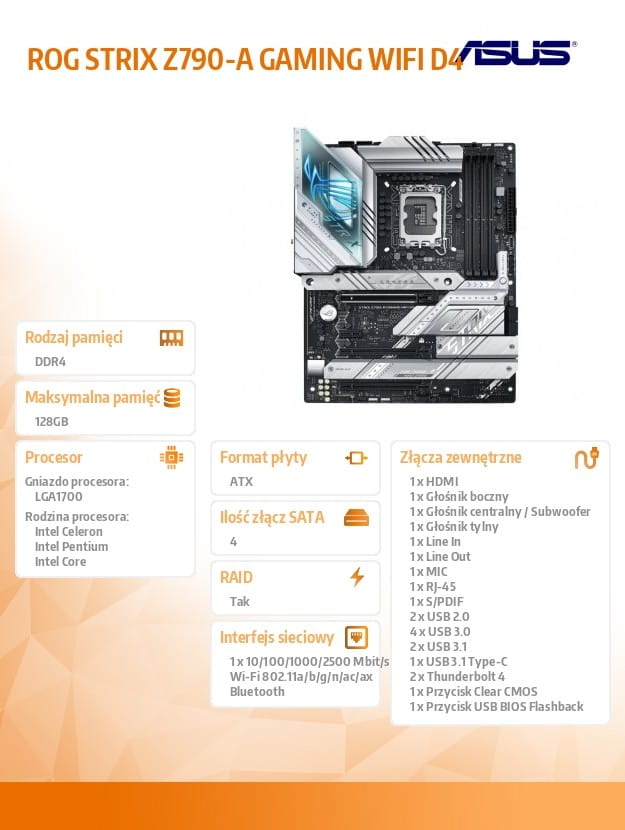 ROG STRIX Z790-A GAMING WIFI D4
ASUS®
Rodzaj pamięci
DDR4
Maksymalna pamięć
128GB
Procesor
Gniazdo procesora:
LGA1700
Rodzina procesora:
Intel Celeron
Intel Pentium
Intel Core
Format płyty
ATX
Ilość złącz SATA
4
RAID
Tak
Interfejs sieciowy
1 x 10/100/1000/2500 Mbit/s
Wi-Fi 802.11a/b/g/n/ac/ax
Bluetooth
Złącza zewnętrzne
1 x HDMI
1 x Głośnik boczny
1 x Głośnik centralny / Subwoofer
1 x Głośnik tylny
1 x Line In
1 x Line Out
1 x MIC
1 x RJ-45
1 x S/PDIF
2 x USB 2.0
4 x USB 3.0
2 x USB 3.1
1 x USB 3.1 Type-C
2 x Thunderbolt 4
1 x Przycisk Clear CMOS
1 x Przycisk USB BIOS Flashback